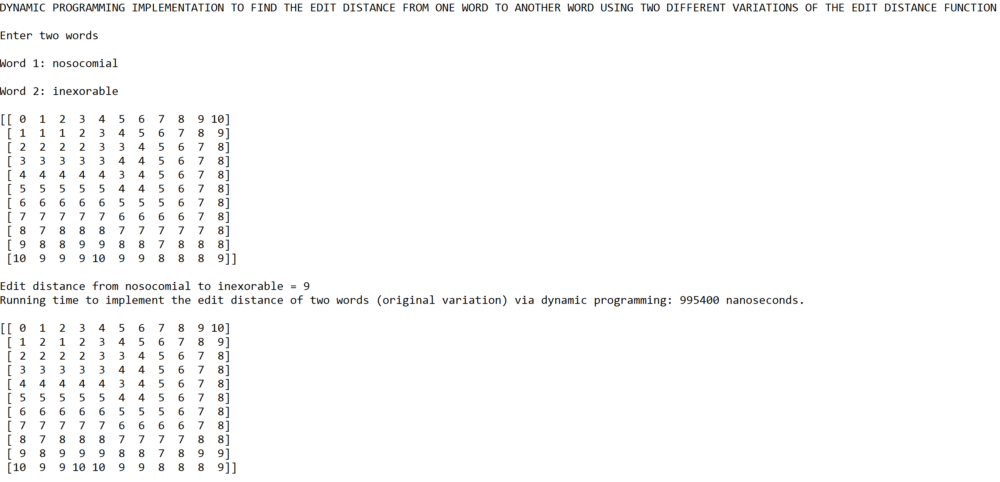 DYNAMIC PROGRAMMING IMPLEMENTATION TO FIND THE EDIT DISTANCE FROM ONE WORD TO ANOTHER WORD USING TWO DIFFERENT VARIATIONS OF THE EDIT DISTANCE FUNCTION
Enter two words
Word 1: nosocomial
Word 2: inexorable
[[ 0  1  2  3  4  5  6  7  8  9 10]
 [ 1  1  1  2  3  4  5  6  7  8  9]
 [ 2  2  2  2  3  3  4  5  6  7  8]
 [ 3  3  3  3  3  4  4  5  6  7  8]
 [ 4  4  4  4  4  3  4  5  6  7  8]
 [ 5  5  5  5  5  4  4  5  6  7  8]
 [ 6  6  6  6  6  5  5  5  6  7  8]
 [ 7  7  7  7  7  6  6  6  6  7  8]
 [ 8  7  8  8  8  7  7  7  7  7  8]
 [ 9  8  8  9  9  8  8  7  8  8  8]
 [10  9  9  9 10  9  9  8  8  8  9]]
Edit distance from nosocomial to inexorable = 9
Running time to implement the edit distance of two words (original variation) via dynamic programming: 995400 nanoseconds.
[[ 0  1  2  3  4  5  6  7  8  9 10]
 [ 1  2  1  2  3  4  5  6  7  8  9]
 [ 2  2  2  2  3  3  4  5  6  7  8]
 [ 3  3  3  3  3  4  4  5  6  7  8]
 [ 4  4  4  4  4  3  4  5  6  7  8]
 [ 5  5  5  5  5  4  4  5  6  7  8]
 [ 6  6  6  6  6  5  5  5  6  7  8]
 [ 7  7  7  7  7  6  6  6  6  7  8]
 [ 8  7  8  8  8  7  7  7  7  8  8]
 [ 9  8  9  9  9  8  8  7  8  9  9]
 [10  9  9 10 10  9  9  8  8  8  9]]